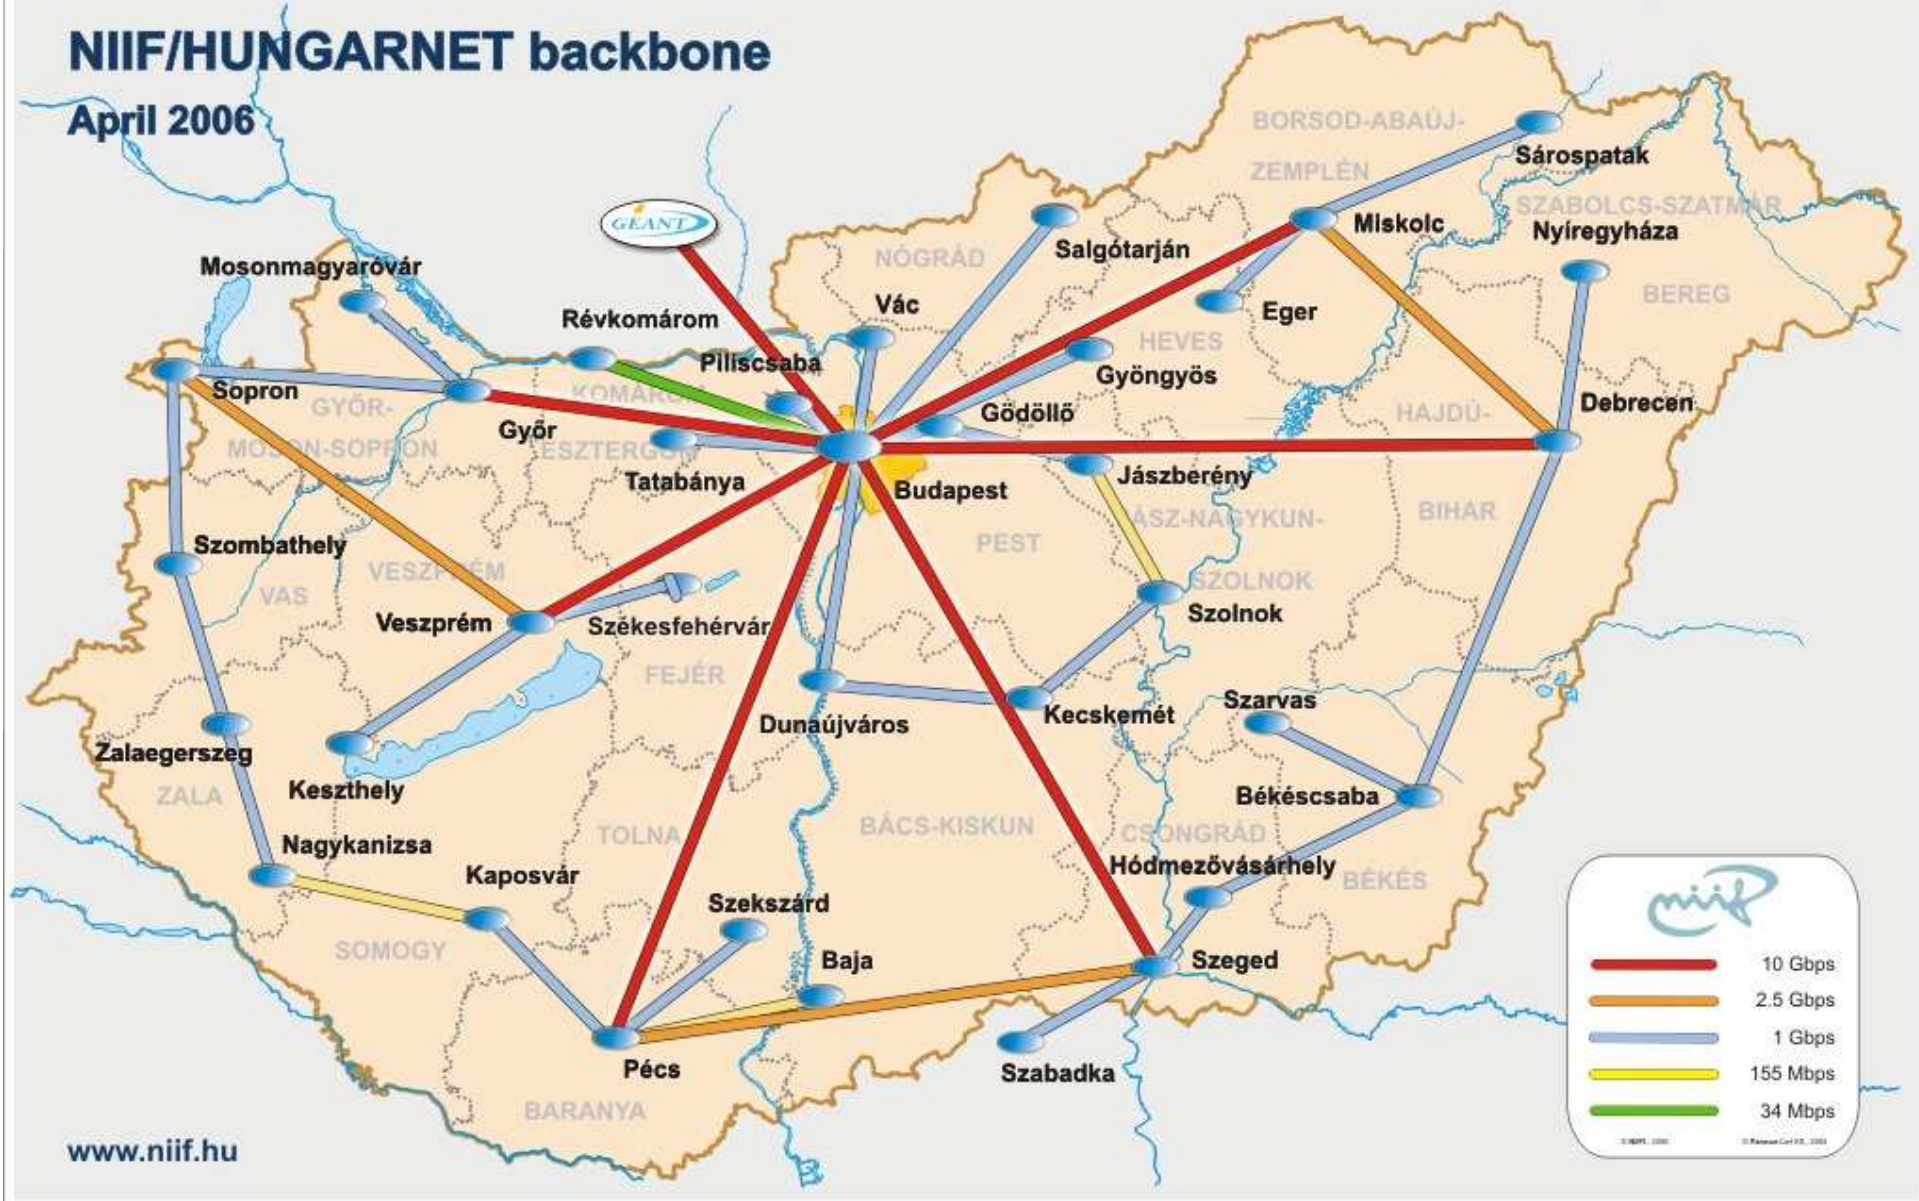 NIIF/HUNGARNET backbone
April 2006
BORSOD-ABAÚJ-
ZEMPLÉN
Sárospatak
SZABOLCS-SZATMÁR
Nyíregyháza
BEREG
GÉANT
Salgótarján
Miskolc
NÓGRÁD
Mosonmagyaróvár
Vác
Eger
Révkomárom
HEVES
Piliscsaba
Gyöngyös
Sopron
KOMÁROM
GYŐR-
MOSON-SOPRON
Győr
ESZTERGOM
Gödöllő
HAJDÚ-
Debrecen
Tatabánya
Budapest
Jászberény
ÁSZ-NAGYKUN-
BIHAR
Szombathely
PEST
VESZPRÉM
VAS
SZOLNOK
Szolnok
Veszprém
Székesfehérvár
FEJÉR
Dunaújváros
Kecskemét
Szarvas
Zalaegerszeg
Keszthely
ZALA
Békéscsaba
TOLNA
BÁCS-KISKUN
CSONGRÁD
Nagykanizsa
Kaposvár
Hódmezővásárhely
BÉKÉS
Szekszárd
SOMOGY
Baja
Szeged
Pécs
Szabadka
BARANYA
niif
10 Gbps
2.5 Gbps
1 Gbps
155 Mbps
34 Mbps
www.niif.hu